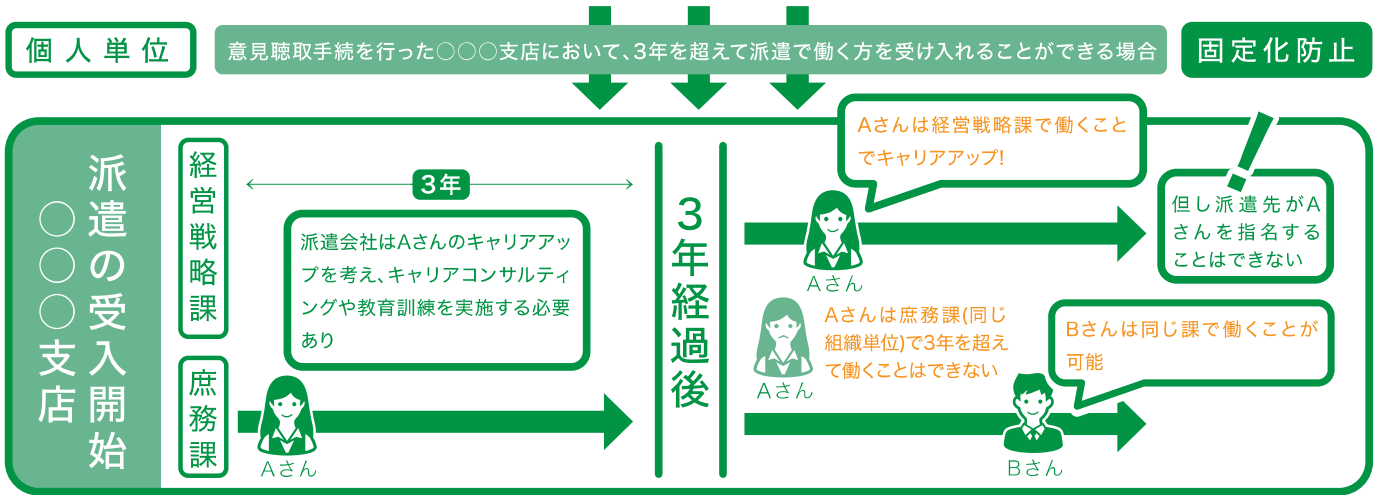 個人単位
意見聴取手続を行った〇〇〇支店において、3年を超えて派遣で働く方を受け入れることができる場合
固定化防止
派遣の受入開始
〇〇〇支店
経営戦略課
庶務課
3年
派遣会社はAさんのキャリアアッ
プを考え、キャリアコンサルティ
ングや教育訓練を実施する必要
あり
Aさん
3年経過後
Aさんは経営戦略課で働くこと
でキャリアアップ!
Aさん
但し派遣先がA
さんを指名する
ことはできない
Aさんは庶務課(同じ
組織単位)で3年を超え
て働くことはできない
Aさん
Bさんは同じ課で働くことが
可能
Bさん